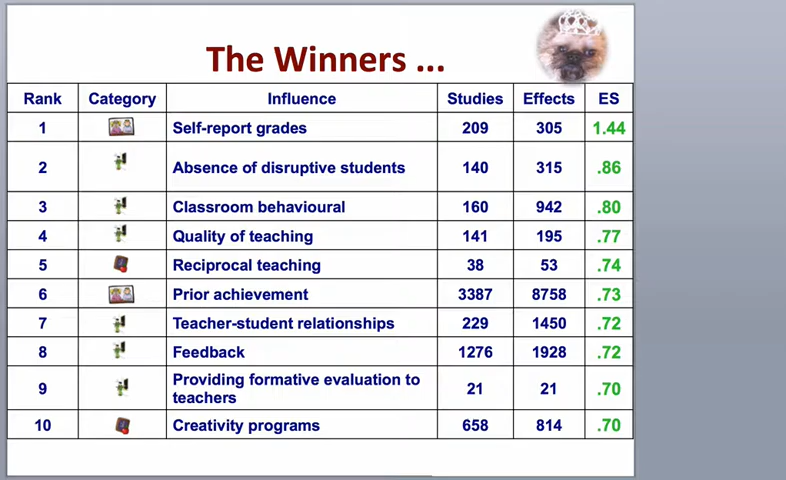 The Winners ...
Rank Category Influence Studies Effects ES
1 Self-report grades 209 305 1.44
2 Absence of disruptive students 140 315 .86
3 Classroom behavioural 160 942 .80
4 Quality of teaching 141 195 .77
5 Reciprocal teaching 38 53 .74
6 Prior achievement 3387 8758 .73
7 Teacher-student relationships 229 1450 .72
8 Feedback 1276 1928 .72
9 Providing formative evaluation to teachers 21 21 .70
10 Creativity programs 658 814 .70